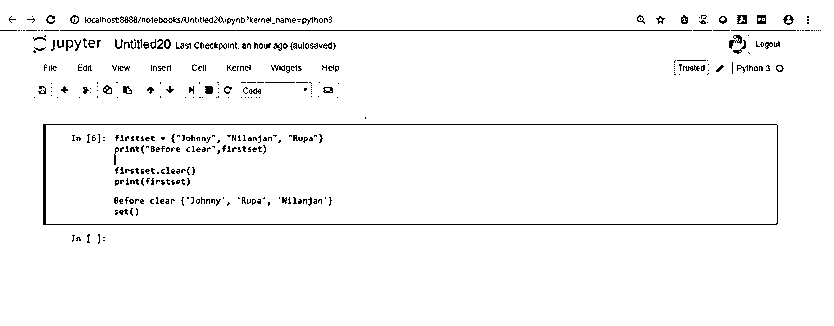 localhost:8888/notebooks/Untitled20.ipynb?kernel_name=python3
jupyter Untitled20 Last Checkpoint: an hour ago (autosaved) Logout
File Edit View Insert Cell Kernel Widgets Help Trusted Python 3
Code
In [6]: firstset = {"Johnny", "Nilanjan", "Rupa"}
print("Before clear",firstset)
firstset.clear()
print(firstset)
Before clear {'Johnny', 'Rupa', 'Nilanjan'}
set()
In [ ]: